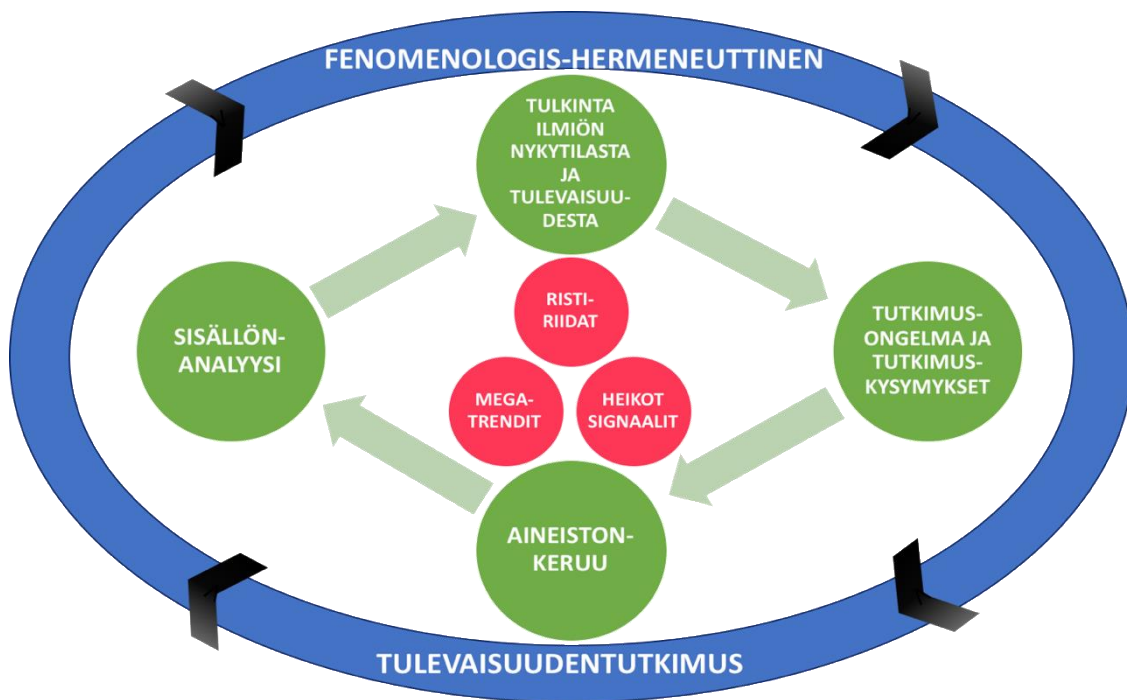 FENOMENOLOGIS-HERMENEUTTINEN
TULKINTA
ILMIÖN
NYKYTILASTA
JA
TULEVAISUU-
DESTA
RISTI-
RIIDAT
SISÄLLÖN-
ANALYYSI
TUTKIMUS-
ONGELMA JA
TUTKIMUS-
KYSYMYKSET
MEGA-
TRENDIT
HEIKOT
SIGNAALIT
AINEISTON-
KERUU
TULEVAISUUDENTUTKIMUS